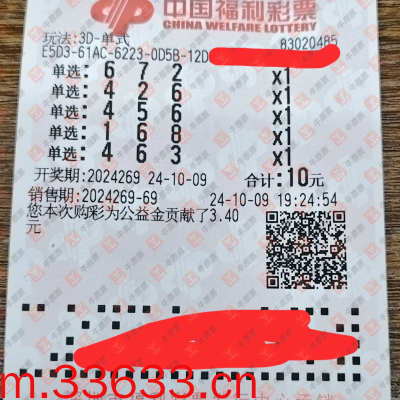 中国福利彩票
CHINA WELFARE LOTTERY
玩法:3D-单式 83020485
E5D3-61AC-6223-0D5B-12D
单选: 6 7 2 X1
单选: 4 2 6 X1
单选: 4 5 6 X1
单选: 1 6 8 X1
单选: 4 6 3 X1
开奖期:2024269 24-10-09 合计:10元
销售期:2024269-69 24-10-09 19:24:54
您本次购彩为公益金贡献了3.40
元
m.33633.cn